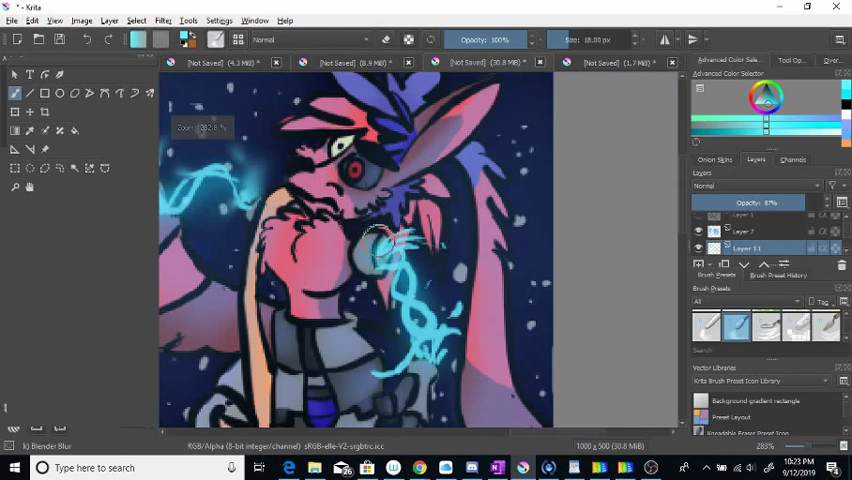 * - Krita
File Edit View Image Layer Select Filter Tools Settings Window Help
Normal Opacity: 100% Size: 18.00 px
[Not Saved] (4.3 MiB) * [Not Saved] (8.9 MiB) * [Not Saved] (30.8 MiB) * [Not Saved] (1.7 MiB) *
Advanced Color Sele... Tool Op... Over...
Advanced Color Selector
Zoom: 282.8 %
Onion Skins Layers Channels
Layers
Normal
Opacity: 87%
Layer 1
Layer 7
Layer 11
Brush Presets Brush Preset History
Brush Presets
All Tag
Search
Vector Libraries
Krita Brush Preset Icon Library
Background gradient rectangle
Preset Layout
Kneadable Eraser Preset Icon
k) Blender Blur RGB/Alpha (8-bit integer/channel) sRGB-elle-V2-srgbtrc.icc 1000 x 500 (30.8 MiB) 283%
Type here to search 26 10:23 PM
9/12/2019